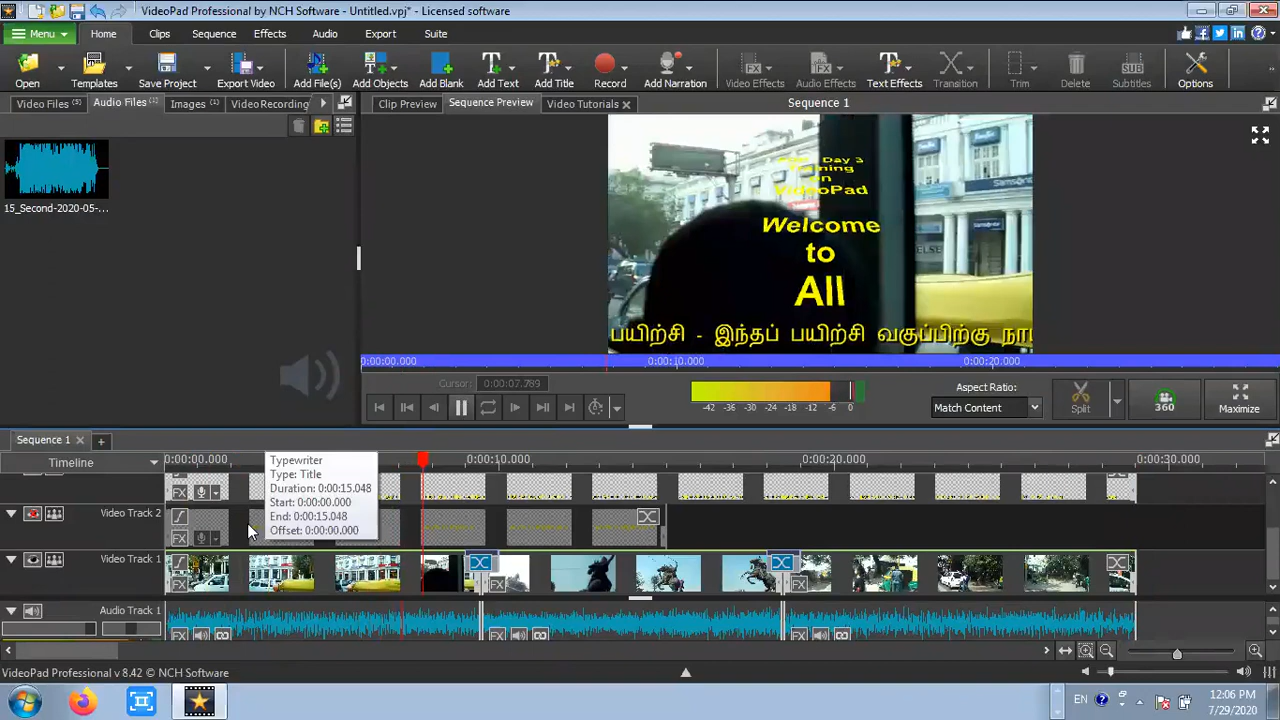 VideoPad Professional by NCH Software - Untitled.vpj* - Licensed software
Menu Home Clips Sequence Effects Audio Export Suite
Open Templates Save Project Export Video Add File(s) Add Objects Add Blank Add Text Add Title Record Add Narration Video Effects Audio Effects Text Effects Transition Trim Delete Subtitles Options
Video Files Audio Files Images VideoRecording Clip Preview Sequence Preview Video Tutorials Sequence 1
15_Second-2020-05-...
Day 3
Training
on
VideoPad
Welcome
to
All
பயிற்சி - இந்தப் பயிற்சி வகுப்பிற்கு
0:00:00.000 0:00:10.000 0:00:20.000
Cursor: 0:00:07.789
-42 -36 -30 -24 -18 -12 -6 0
Aspect Ratio:
Match Content
Split 360 Maximize
Sequence 1
Timeline 0:00:00.000 0:00:10.000 0:00:20.000 0:00:30.000
Typewriter
Type: Title
Duration: 0:00:15.048
Start: 0:00:00.000
End: 0:00:15.048
Offset: 0:00:00.000
FX
Video Track 2
FX
Video Track 1
FX FX FX
Audio Track 1
FX FX FX
VideoPad Professional v 8.42 © NCH Software
EN 12:06 PM
7/29/2020